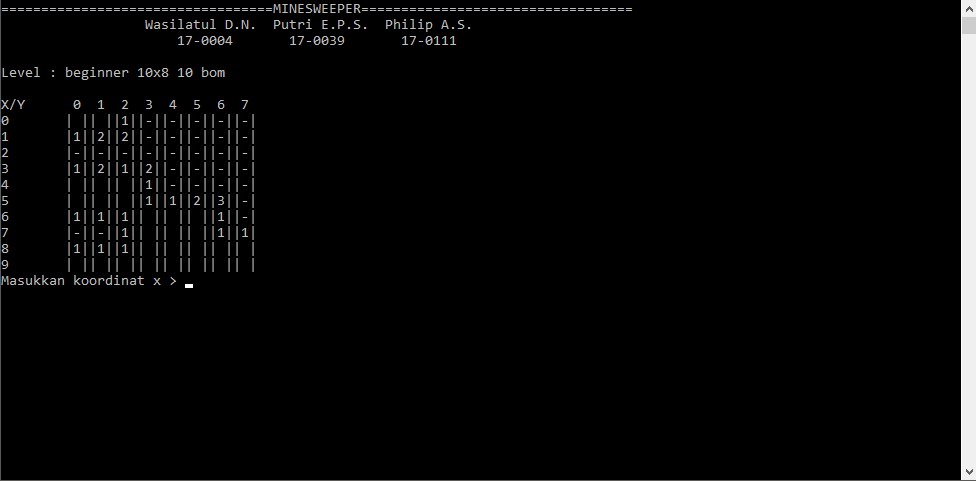 ==================================MINESWEEPER==================================
Wasilatul D.N.  Putri E.P.S.  Philip A.S.
17-0004       17-0039       17-0111
Level : beginner 10x8 10 bom
X/Y      0  1  2  3  4  5  6  7
0       | || ||1||-||-||-||-||-|
1       |1||2||2||-||-||-||-||-|
2       |-||-||-||-||-||-||-||-|
3       |1||2||1||2||-||-||-||-|
4       | || || ||1||-||-||-||-|
5       | || || ||1||1||2||3||-|
6       |1||1||1|| || || ||1||-|
7       |-||-||1|| || || ||1||1|
8       |1||1||1|| || || || || |
9       | || || || || || || || |
Masukkan koordinat x >